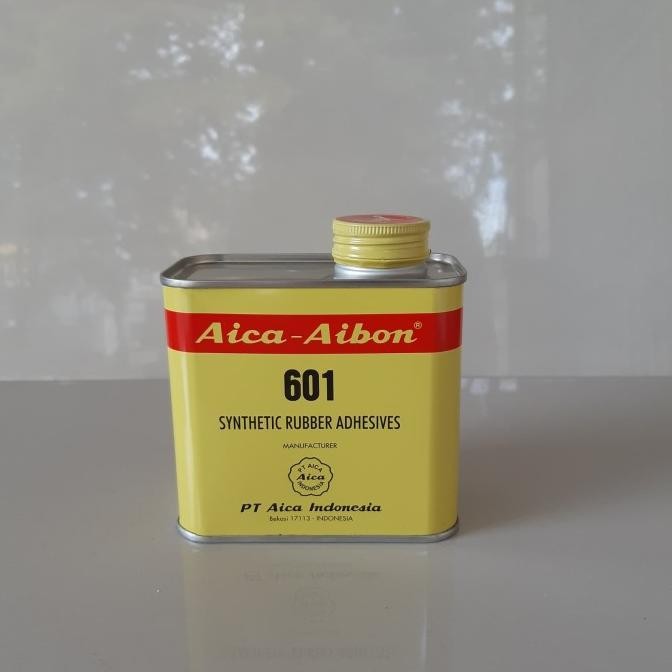 Aica-Aibon®
601
SYNTHETIC RUBBER ADHESIVES
MANUFACTURER
PT AICA
Aica
INDONESIA
PT Aica Indonesia
Bekasi 17113 - INDONESIA